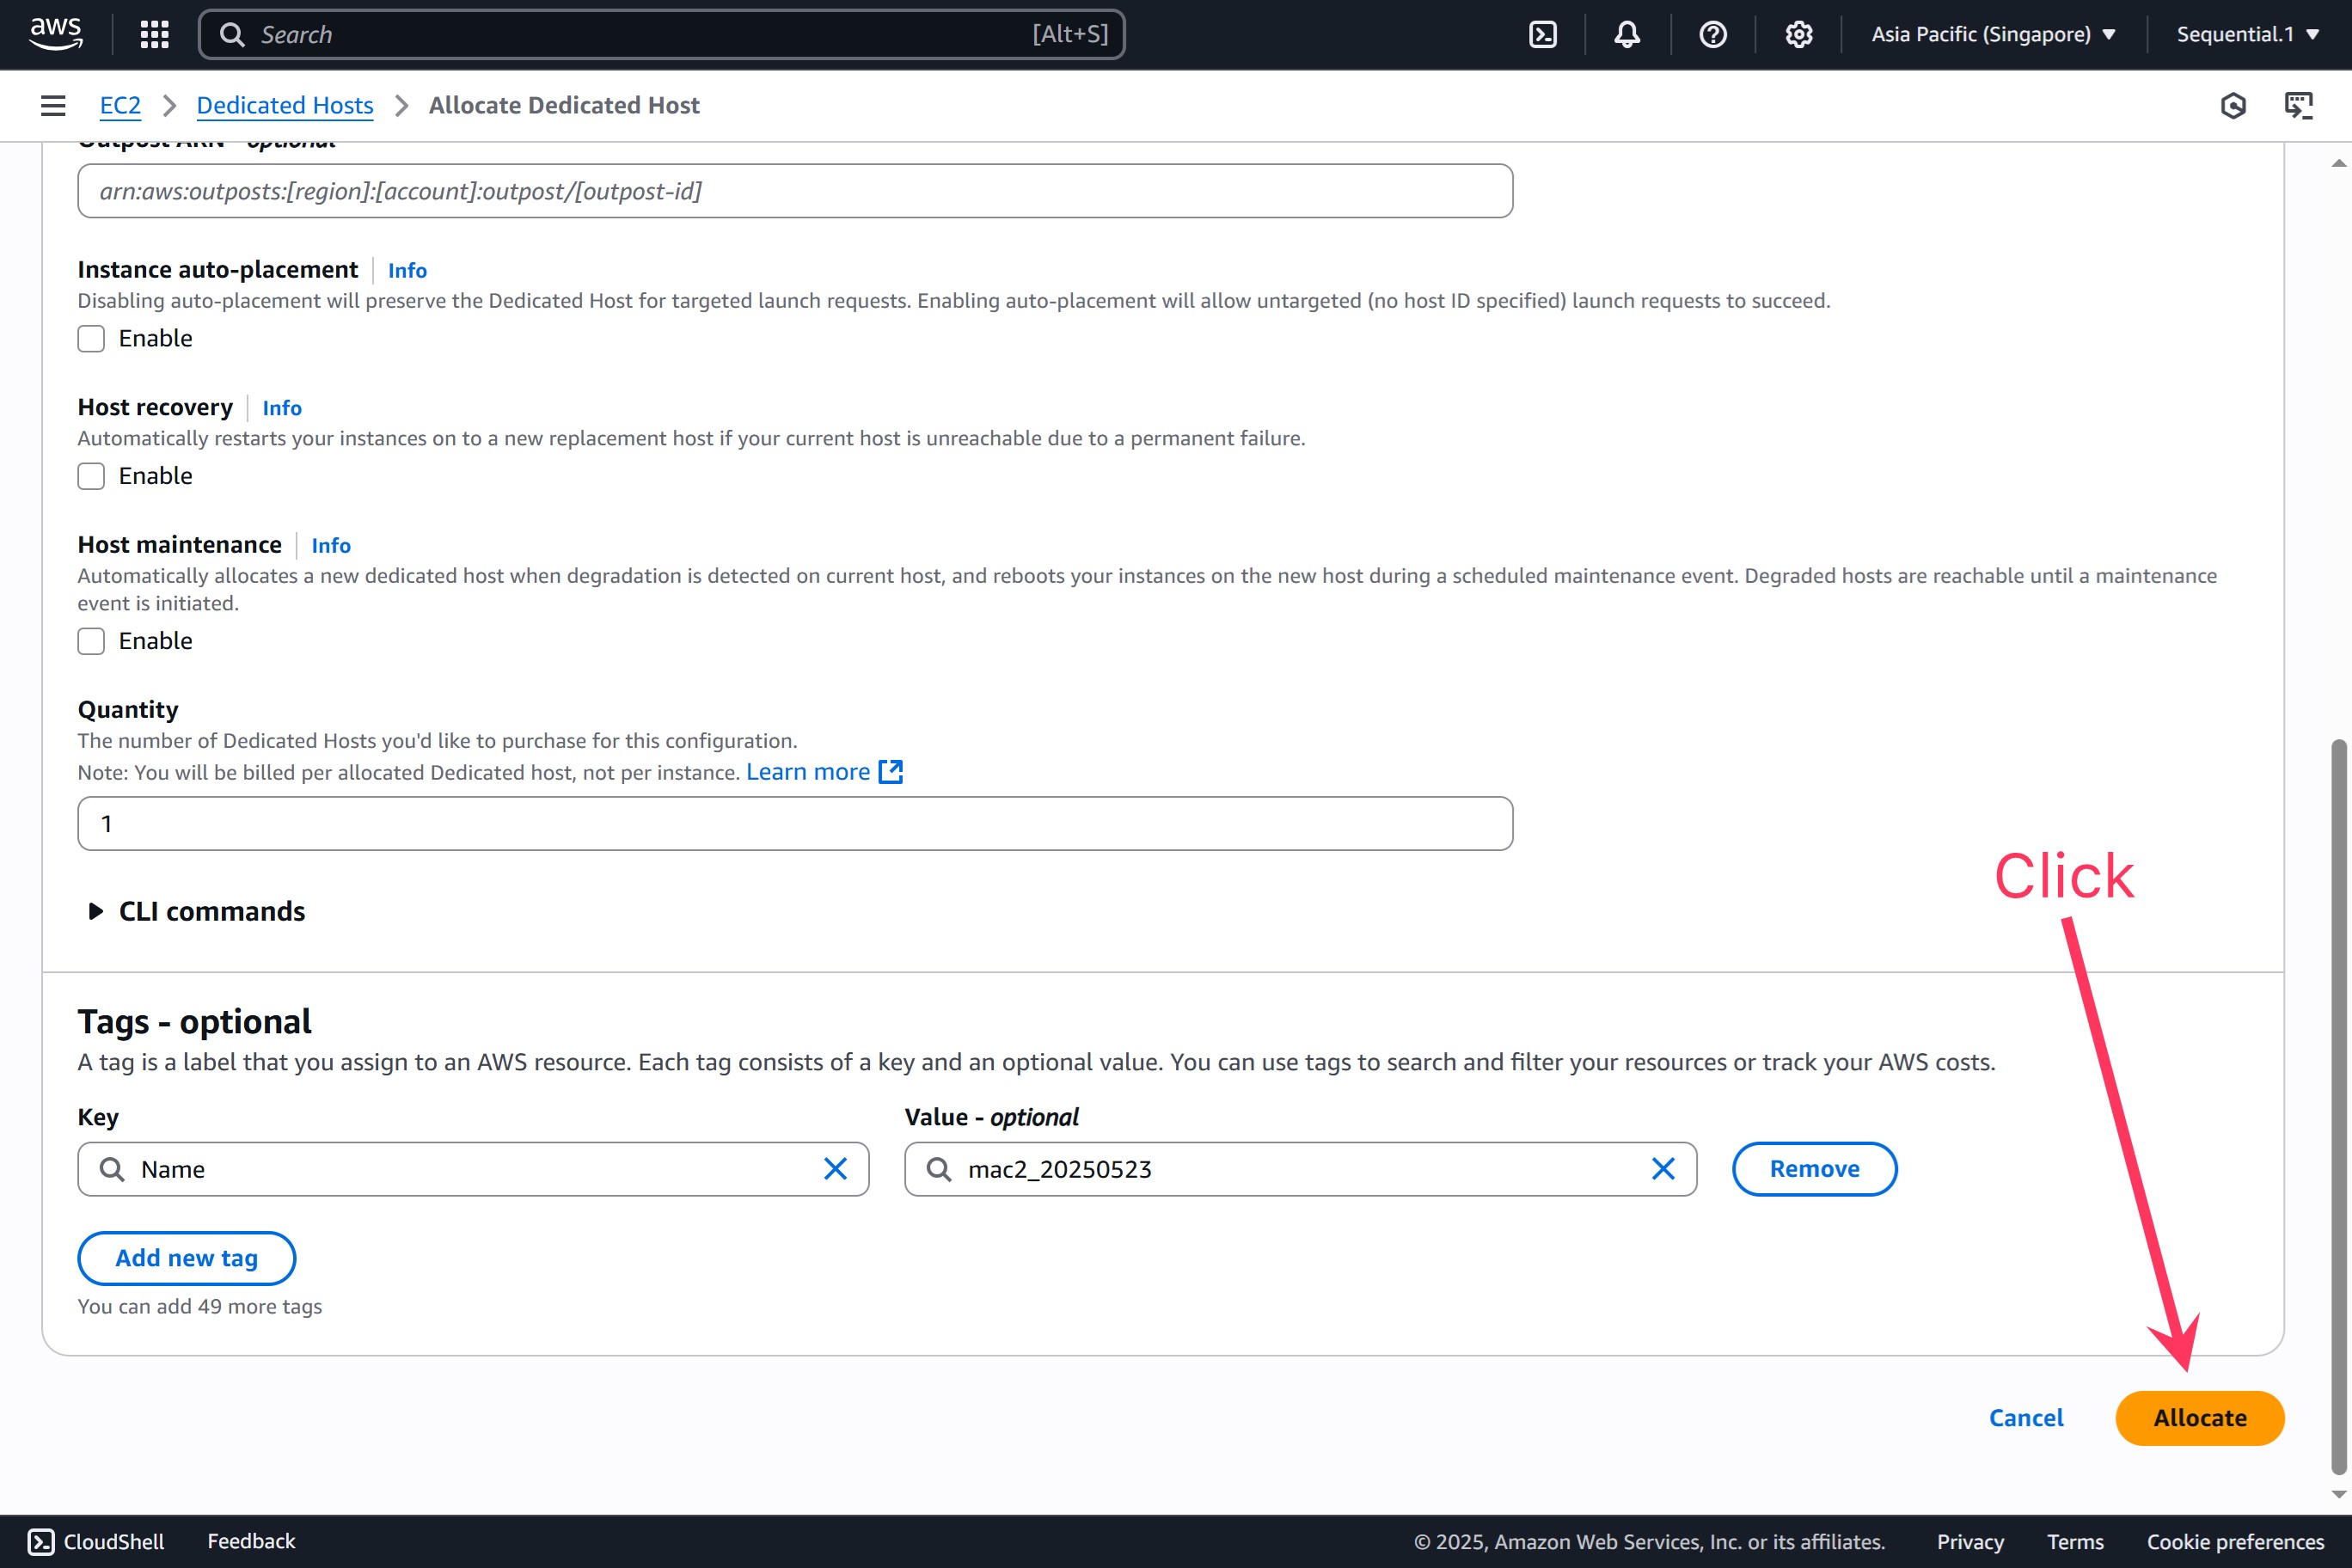 aws Search [Alt+S] Asia Pacific (Singapore) Sequential.1
EC2 Dedicated Hosts Allocate Dedicated Host
Outpost ARN - optional
arn:aws:outposts:[region]:[account]:outpost/[outpost-id]
Instance auto-placement Info
Disabling auto-placement will preserve the Dedicated Host for targeted launch requests. Enabling auto-placement will allow untargeted (no host ID specified) launch requests to succeed.
Enable
Host recovery Info
Automatically restarts your instances on to a new replacement host if your current host is unreachable due to a permanent failure.
Enable
Host maintenance Info
Automatically allocates a new dedicated host when degradation is detected on current host, and reboots your instances on the new host during a scheduled maintenance event. Degraded hosts are reachable until a maintenance
event is initiated.
Enable
Quantity
The number of Dedicated Hosts you'd like to purchase for this configuration.
Note: You will be billed per allocated Dedicated host, not per instance. Learn more
1
Click
CLI commands
Tags - optional
A tag is a label that you assign to an AWS resource. Each tag consists of a key and an optional value. You can use tags to search and filter your resources or track your AWS costs.
Key Value - optional
Name mac2_20250523 Remove
Add new tag
You can add 49 more tags
Cancel Allocate
CloudShell Feedback © 2025, Amazon Web Services, Inc. or its affiliates. Privacy Terms Cookie preferences